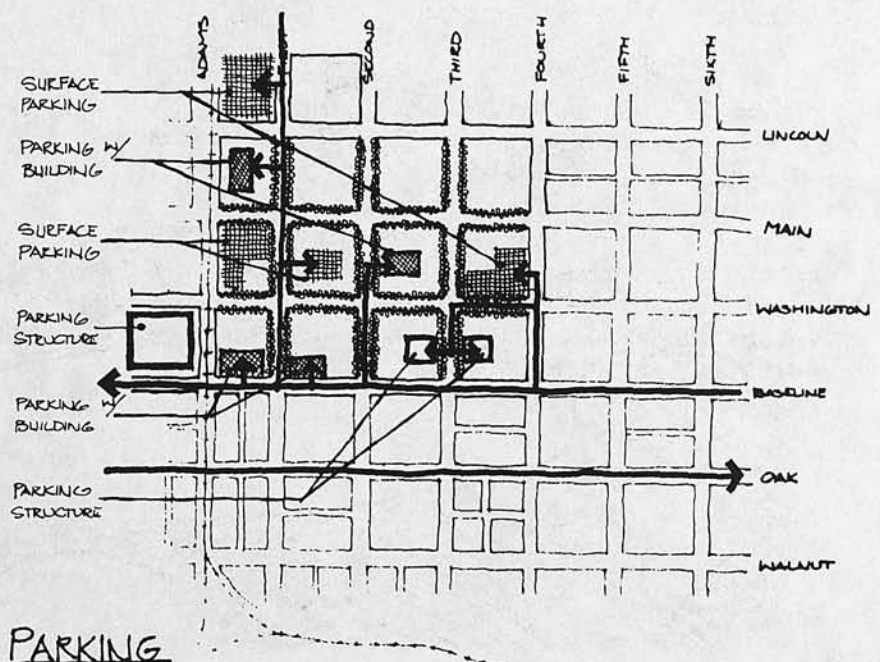 ADAMS
FIRST
SECOND
THIRD
FOURTH
FIFTH
SIXTH
SURFACE
PARKING
PARKING W/
BUILDING
SURFACE
PARKING
PARKING
STRUCTURE
PARKING
W/
BUILDING
PARKING
STRUCTURE
LINCOLN
MAIN
WASHINGTON
BASELINE
OAK
WALNUT
PARKING